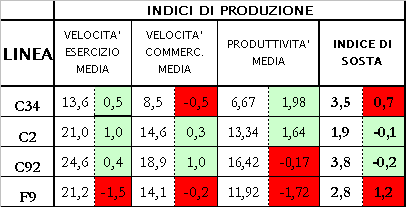 INDICI DI PRODUZIONE
LINEA
VELOCITA' ESERCIZIO MEDIA
VELOCITA' COMMERC. MEDIA
PRODUTTIVITA' MEDIA
INDICE DI SOSTA
C34 13,6 0,5 8,5 -0,5 6,67 1,98 3,5 0,7
C2 21,0 1,0 14,6 0,3 13,34 1,64 1,9 -0,1
C92 24,6 0,4 18,9 1,0 16,42 -0,17 3,8 -0,2
F9 21,2 -1,5 14,1 -0,2 11,92 -1,72 2,8 1,2